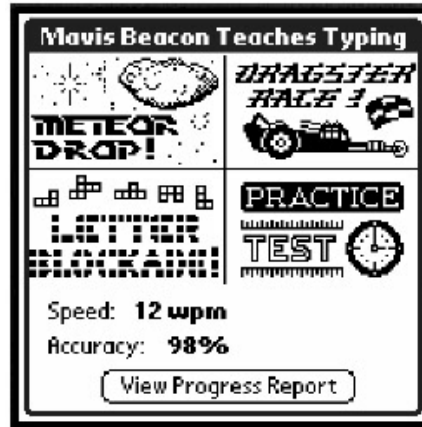 Mavis Beacon Teaches Typing
METEOR
DROP!
DRAGSTER
RACE!
LETTER
BLOCKADE!
PRACTICE
TEST
Speed: 12 wpm
Accuracy: 98%
View Progress Report